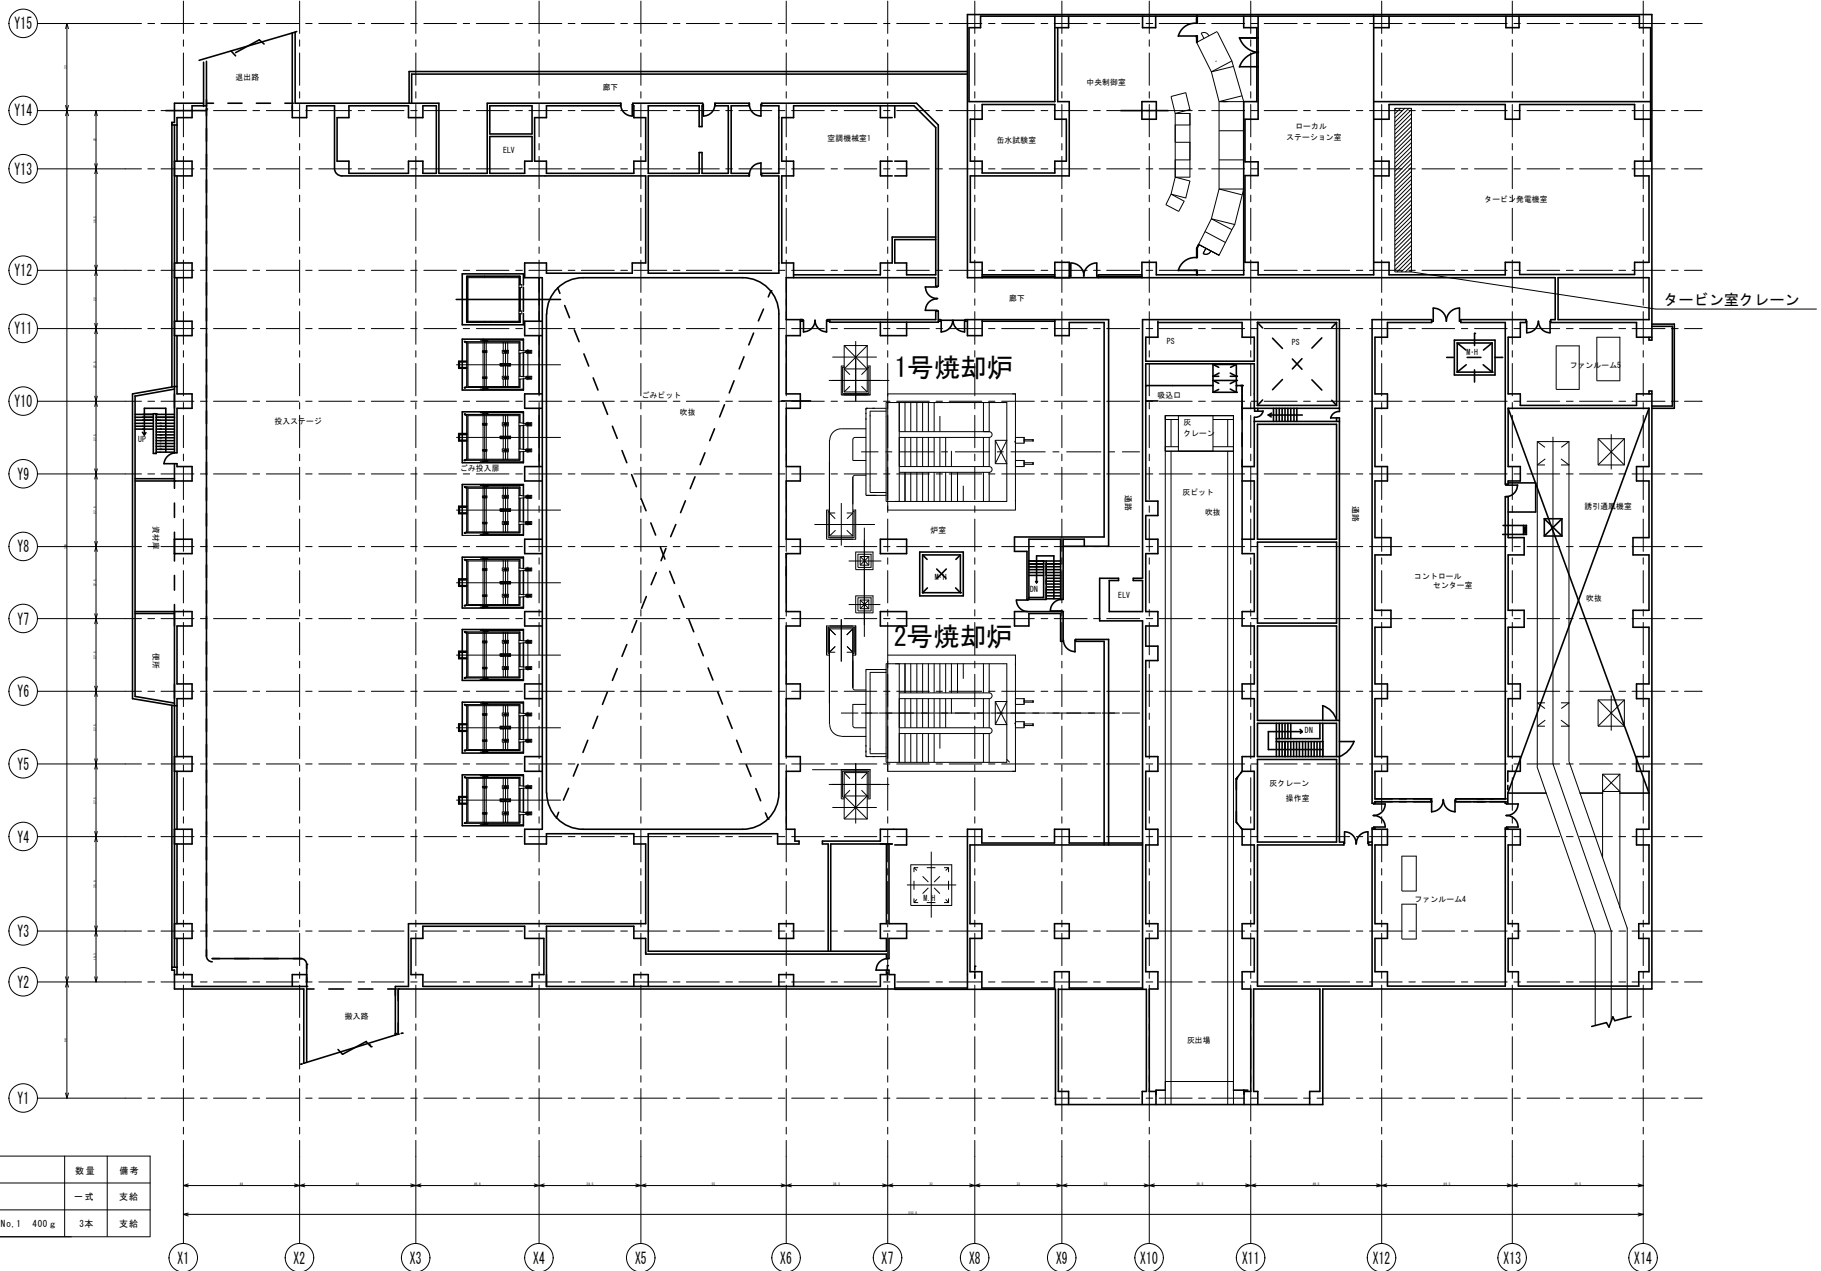 Y15
退出路
中央制御室
廊下
Y14
空調機械室1
缶水試験室
ローカル
ステーション室
ELV
Y13
タービン発電機室
Y12
廊下
タービン室クレーン
Y11
PS
PS
M·H
1号焼却炉
ファンルーム5
ごみピット
吸込口
Y10
吹抜
投入ステージ
灰
クレーン
UP
ごみ投入扉
Y9
灰ピット
通路
通路
誘引通風機室
吹抜
資材庫
炉室
Y8
M·H
コントロール
センター室
DN
ELV
吹抜
Y7
2号焼却炉
便所
Y6
DN
Y5
灰クレーン
操作室
Y4
M.H
ファンルーム4
Y3
Y2
搬入路
灰出場
Y1
数量 備考
一式 支給
No.1 400g 3本 支給
X1 X2 X3 X4 X5 X6 X7 X8 X9 X10 X11 X12 X13 X14